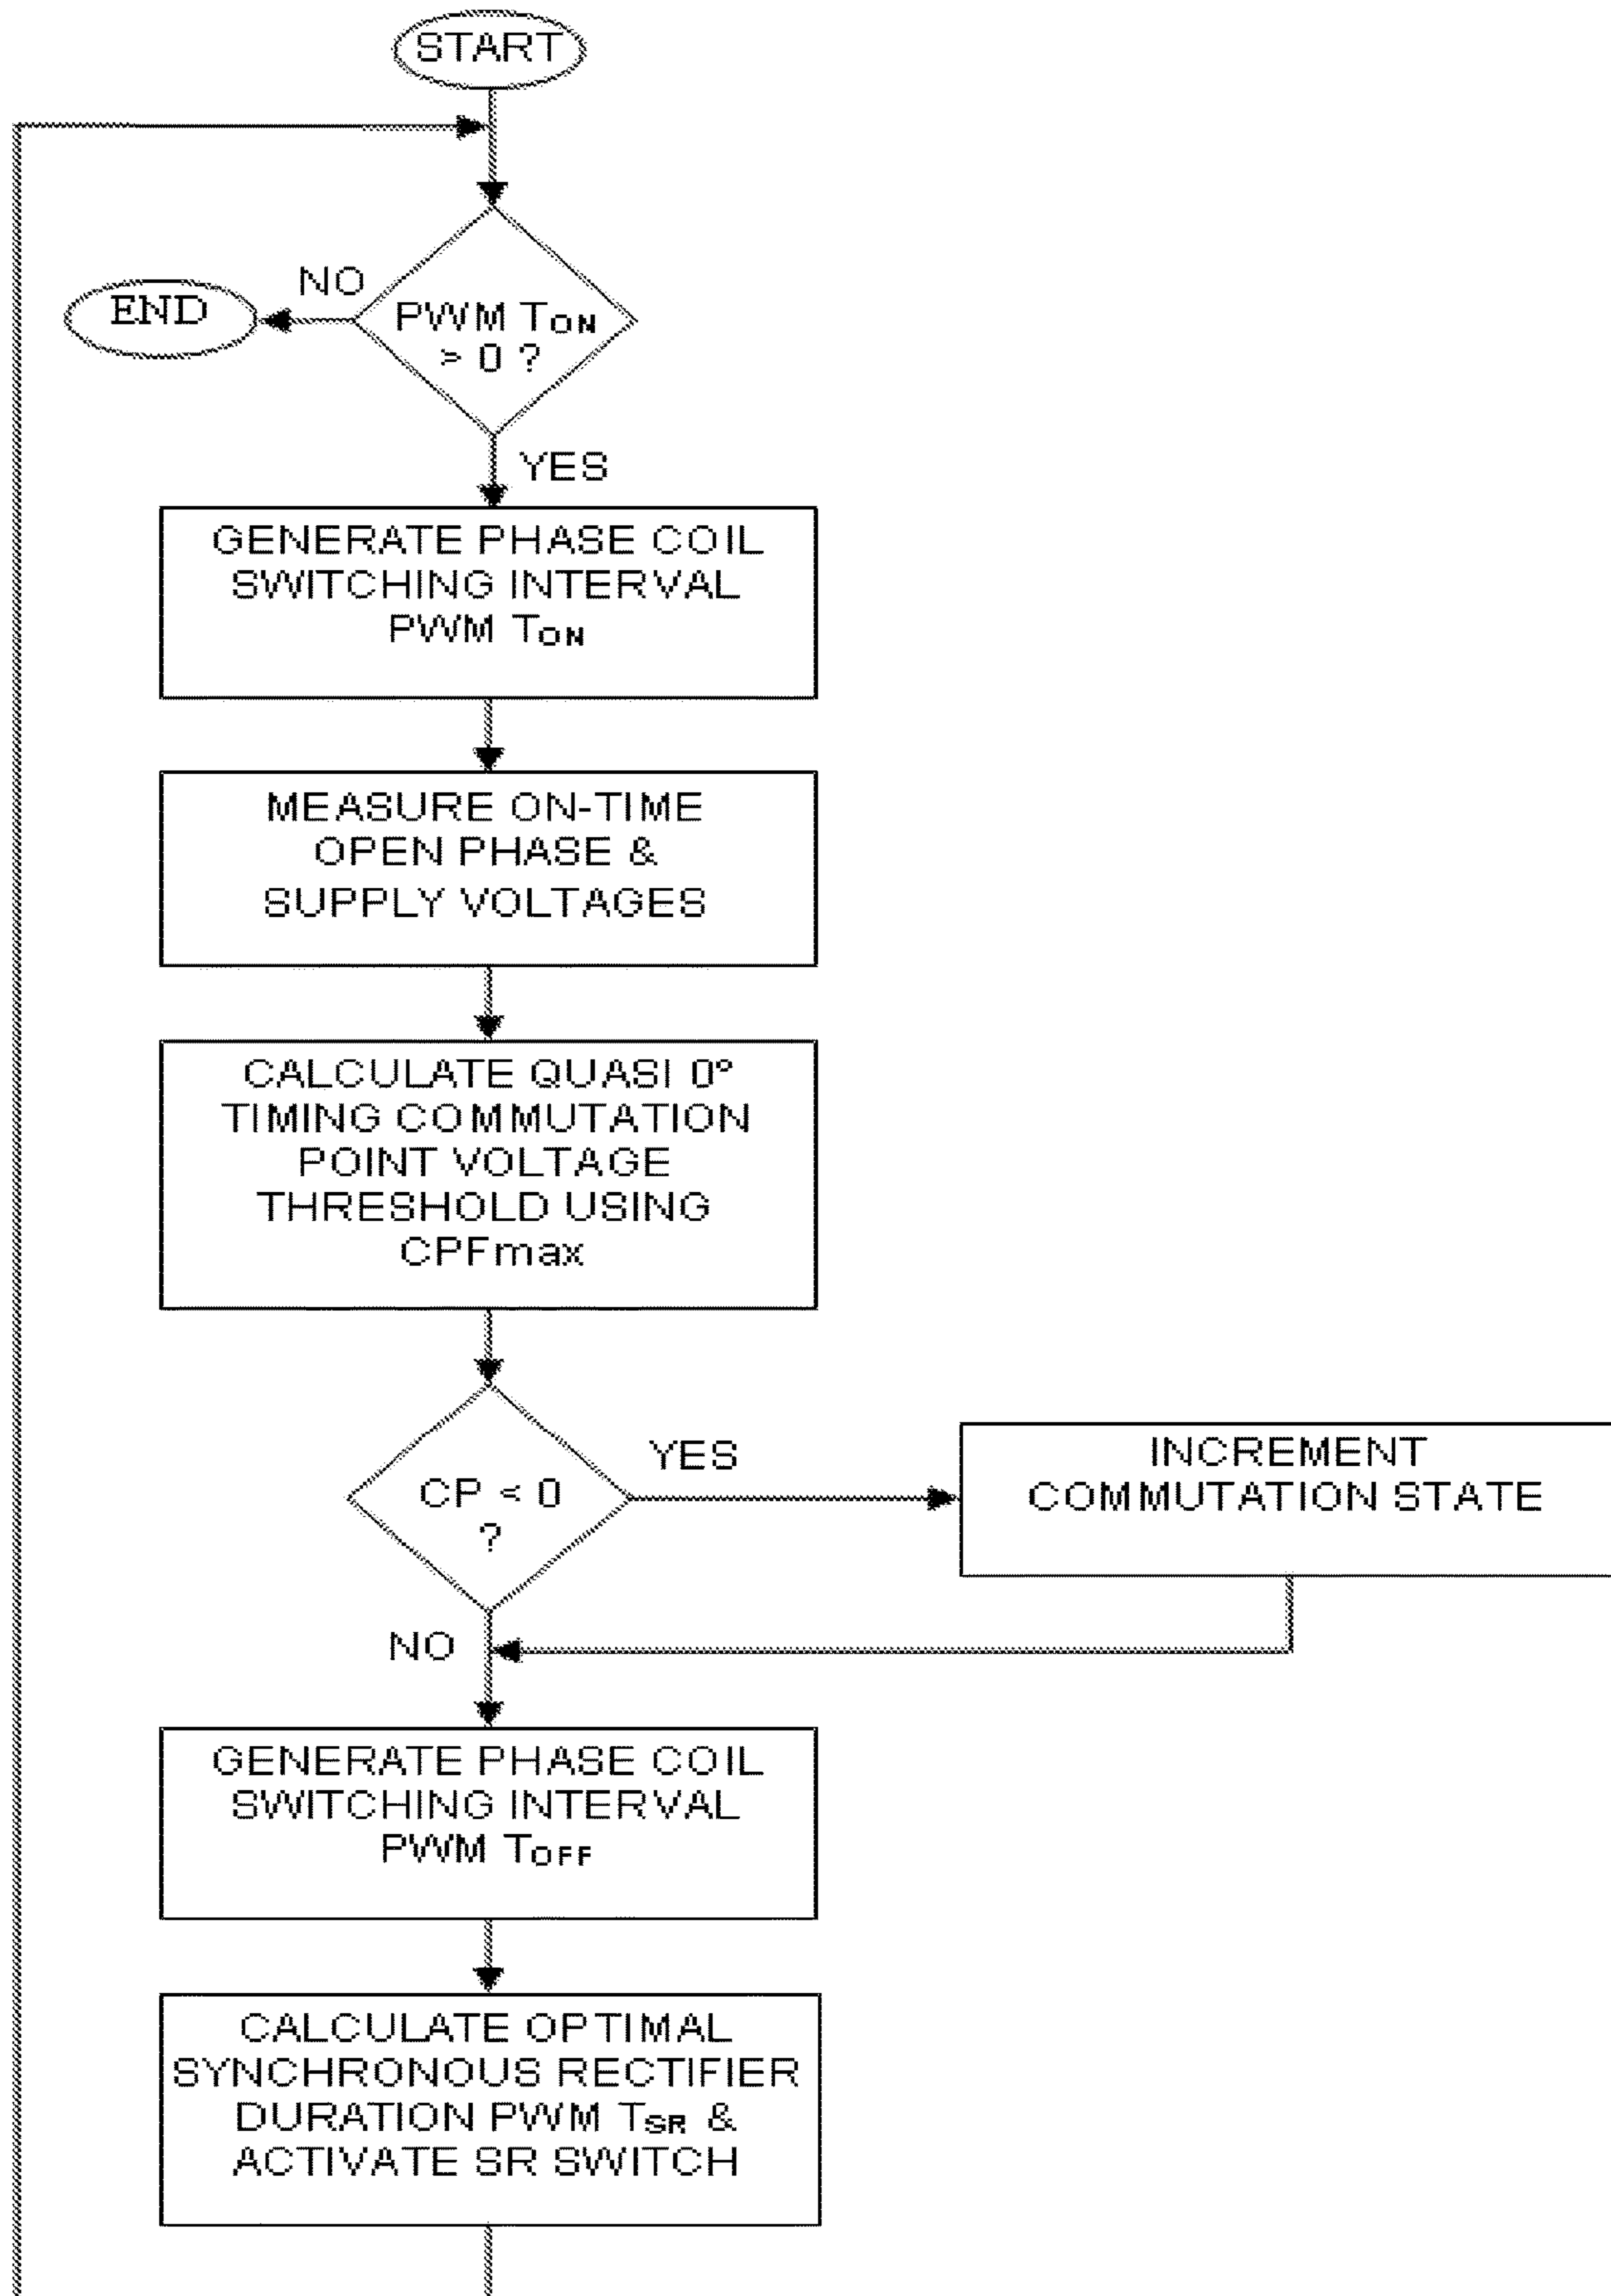 START
NO
END
PWM TON
> 0 ?
YES
GENERATE PHASE COIL
SWITCHING INTERVAL
PWM TON
MEASURE ON-TIME
OPEN PHASE &
SUPPLY VOLTAGES
CALCULATE QUASI 0º
TIMING COMMUTATION
POINT VOLTAGE
THRESHOLD USING
CPFmax
YES
CP < 0
?
INCREMENT
COMMUTATION STATE
NO
GENERATE PHASE COIL
SWITCHING INTERVAL
PWM TOFF
CALCULATE OPTIMAL
SYNCHRONOUS RECTIFIER
DURATION PWM TSR &
ACTIVATE SR SWITCH